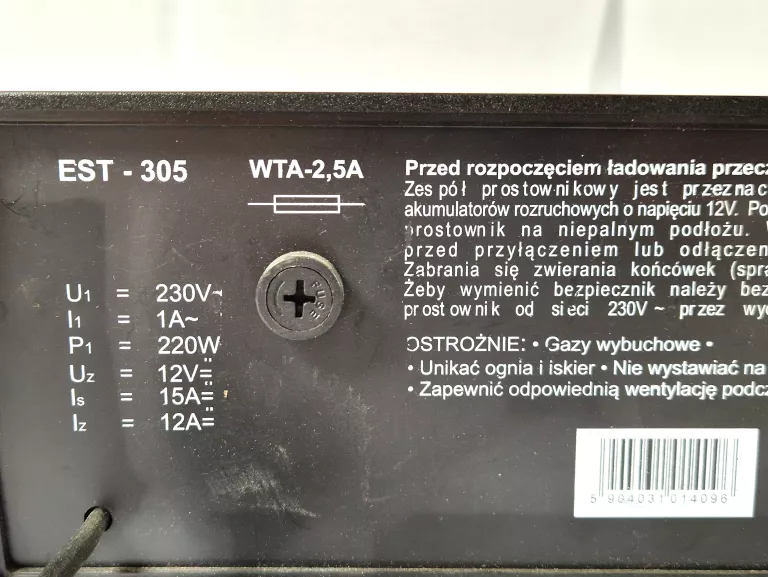 EST - 305
WTA-2,5A
FUSE
U1 = 230V~
I1 = 1A~
P1 = 220W
Uz = 12V⎓
Is = 15A⎓
Iz = 12A⎓
Przed rozpoczęciem ładowania
Zespół prostownikowy jest
akumulatorów rozruchowych o napięciu 12V.
prostownik na niepalnym podłożu.
przed przyłączeniem lub
Zabrania się zwierania końcówek
Żeby wymienić bezpiecznik należy
prostownik od sieci 230V ~ przez
OSTROŻNIE: • Gazy wybuchowe •
• Unikać ognia i iskier • Nie wystawiać na
• Zapewnić odpowiednią wentylację
5904031014096